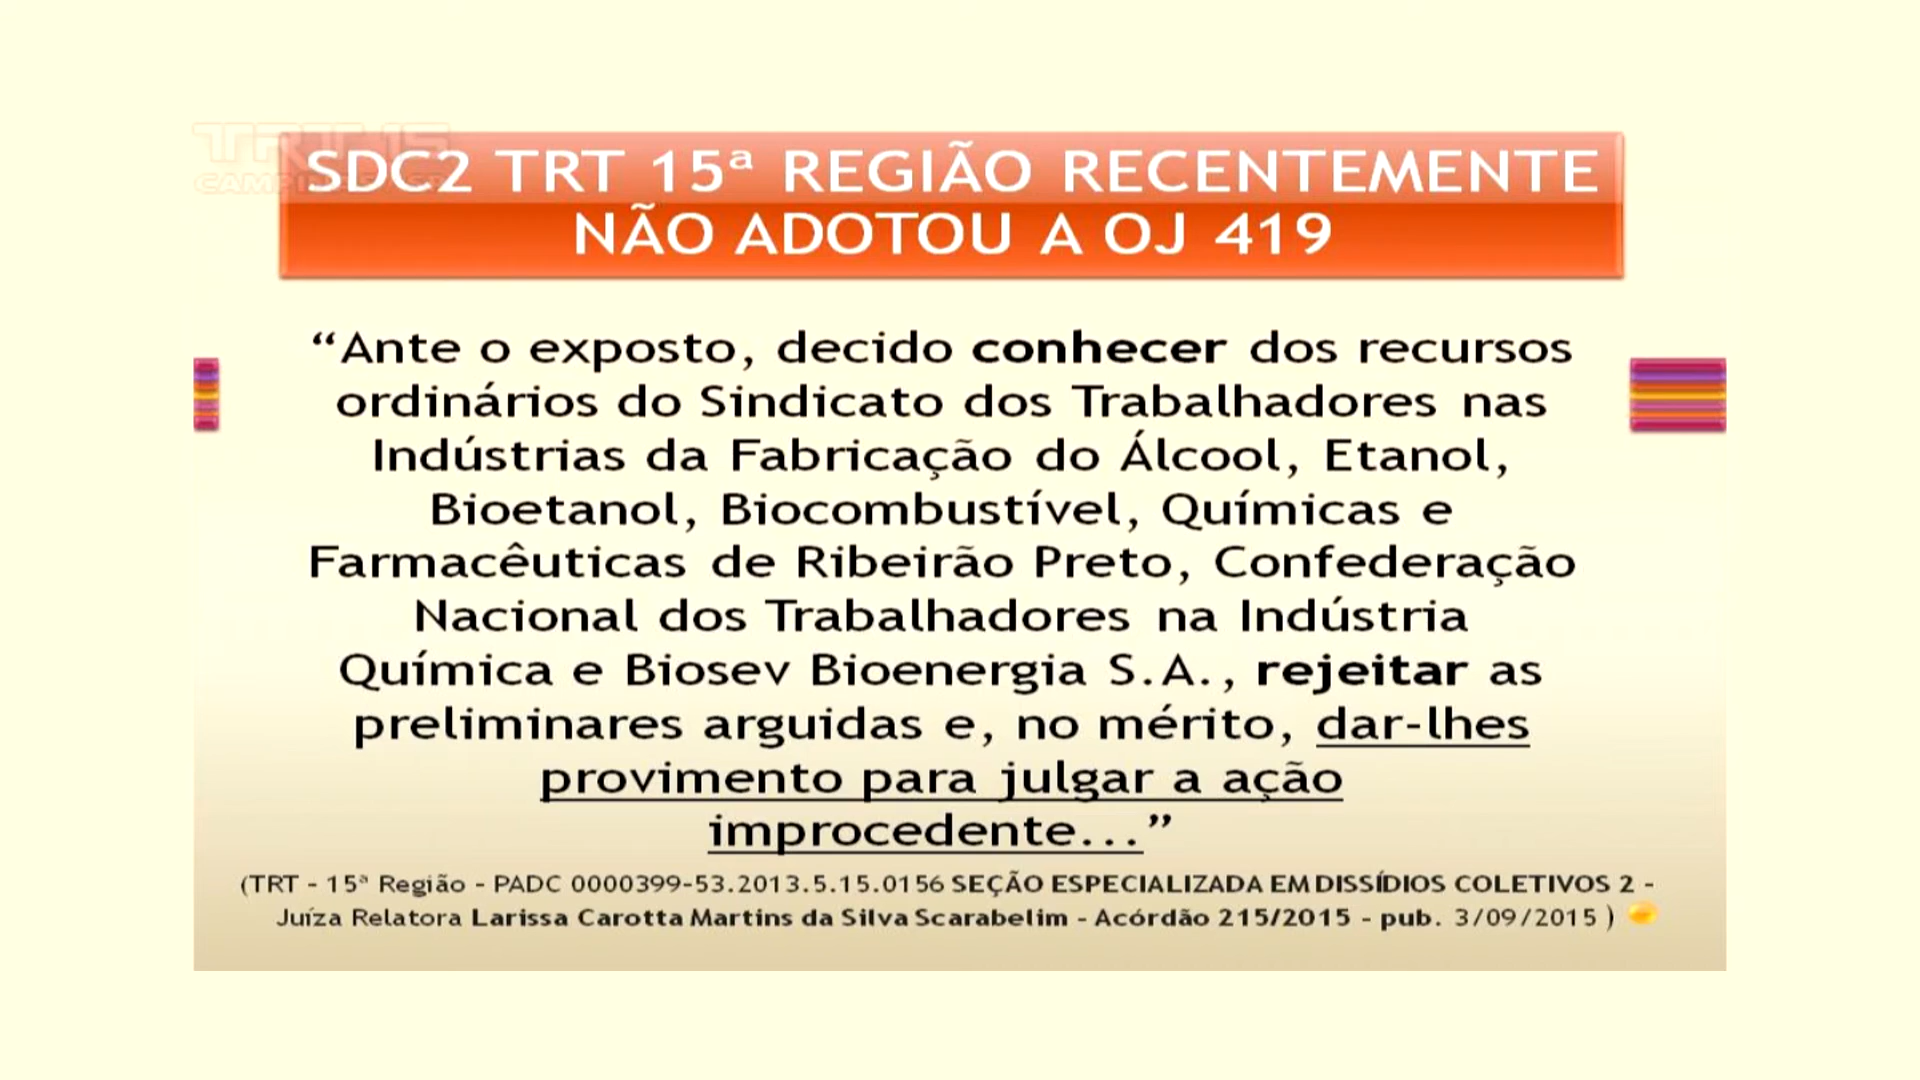 TRT 15
CAMPINAS/SP
SDC2 TRT 15ª REGIÃO RECENTEMENTE
NÃO ADOTOU A OJ 419
“Ante o exposto, decido conhecer dos recursos
ordinários do Sindicato dos Trabalhadores nas
Indústrias da Fabricação do Álcool, Etanol,
Bioetanol, Biocombustível, Químicas e
Farmacêuticas de Ribeirão Preto, Confederação
Nacional dos Trabalhadores na Indústria
Química e Biosev Bioenergia S.A., rejeitar as
preliminares arguidas e, no mérito, dar-lhes
provimento para julgar a ação
improcedente...”
(TRT - 15ª Região - PADC 0000399-53.2013.5.15.0156 SEÇÃO ESPECIALIZADA EM DISSÍDIOS COLETIVOS 2 -
Juíza Relatora Larissa Carotta Martins da Silva Scarabelim - Acórdão 215/2015 - pub. 3/09/2015 )